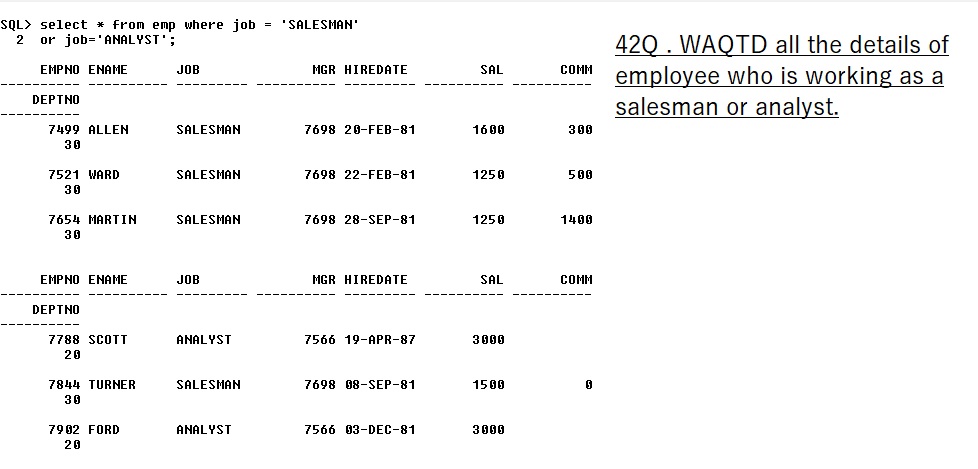 SQL> select * from emp where job = 'SALESMAN'
  2  or job='ANALYST';
     EMPNO ENAME      JOB              MGR HIREDATE         SAL       COMM
---------- ---------- --------- ---------- --------- ---------- ----------
    DEPTNO
----------
      7499 ALLEN      SALESMAN        7698 20-FEB-81       1600        300
        30
      7521 WARD       SALESMAN        7698 22-FEB-81       1250        500
        30
      7654 MARTIN     SALESMAN        7698 28-SEP-81       1250       1400
        30
     EMPNO ENAME      JOB              MGR HIREDATE         SAL       COMM
---------- ---------- --------- ---------- --------- ---------- ----------
    DEPTNO
----------
      7788 SCOTT      ANALYST         7566 19-APR-87       3000
        20
      7844 TURNER     SALESMAN        7698 08-SEP-81       1500          0
        30
      7902 FORD       ANALYST         7566 03-DEC-81       3000
        20
42Q . WAQTD all the details of
employee who is working as a
salesman or analyst.